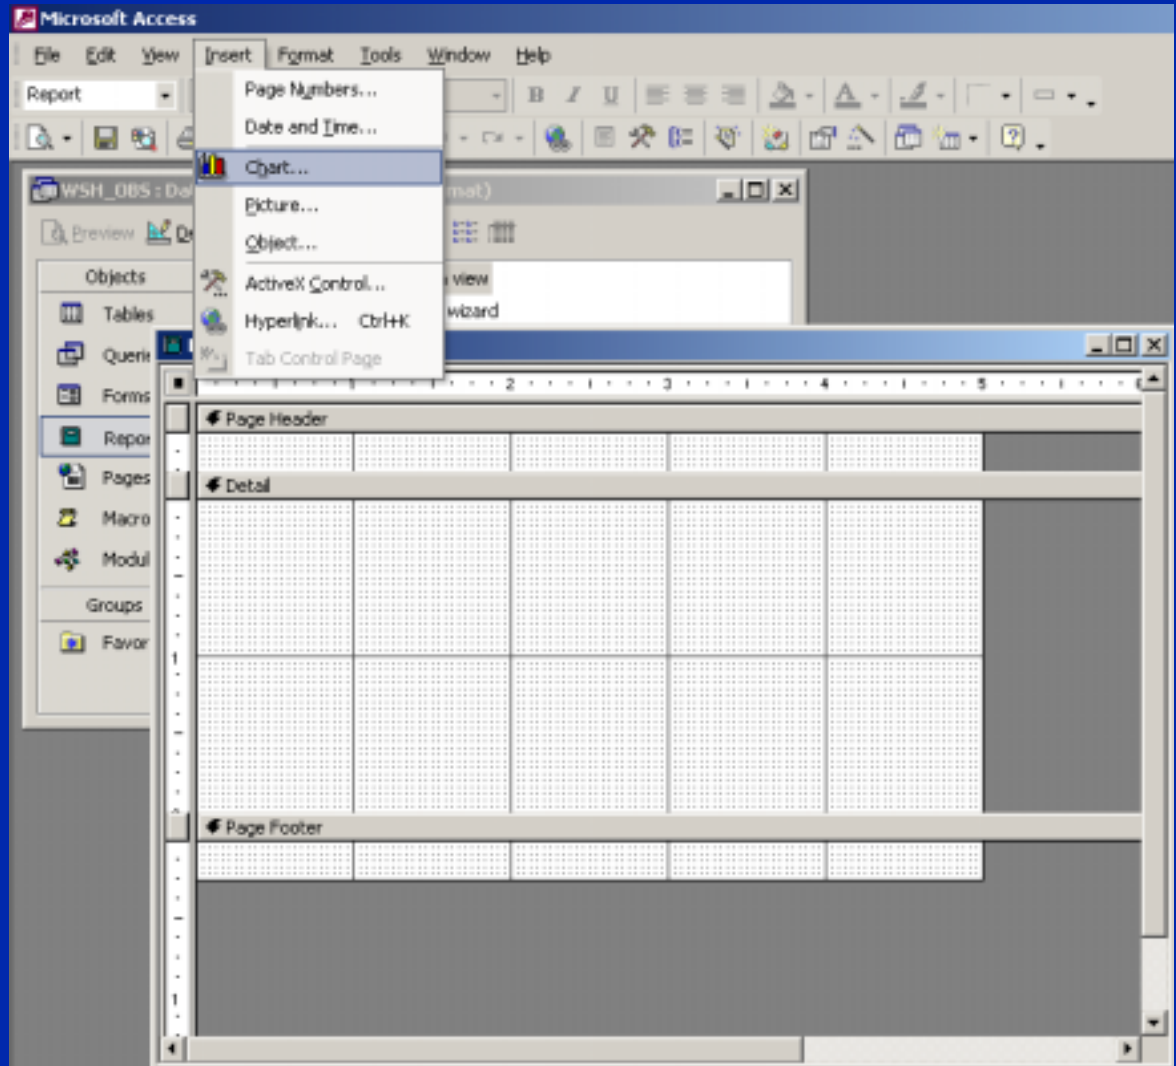 Microsoft Access
File Edit View Insert Format Tools Window Help
Report
B I U
Page Numbers...
Date and Time...
Chart...
Picture...
Object...
ActiveX Control...
Hyperlink... Ctrl+K
Tab Control Page
WSH_OBS : Da mat)
Preview De
Objects
Tables
Querie
Forms
Repor
Pages
Macro
Modul
Groups
Favor
view
wizard
2 3 4 5
Page Header
Detail
1
Page Footer
1